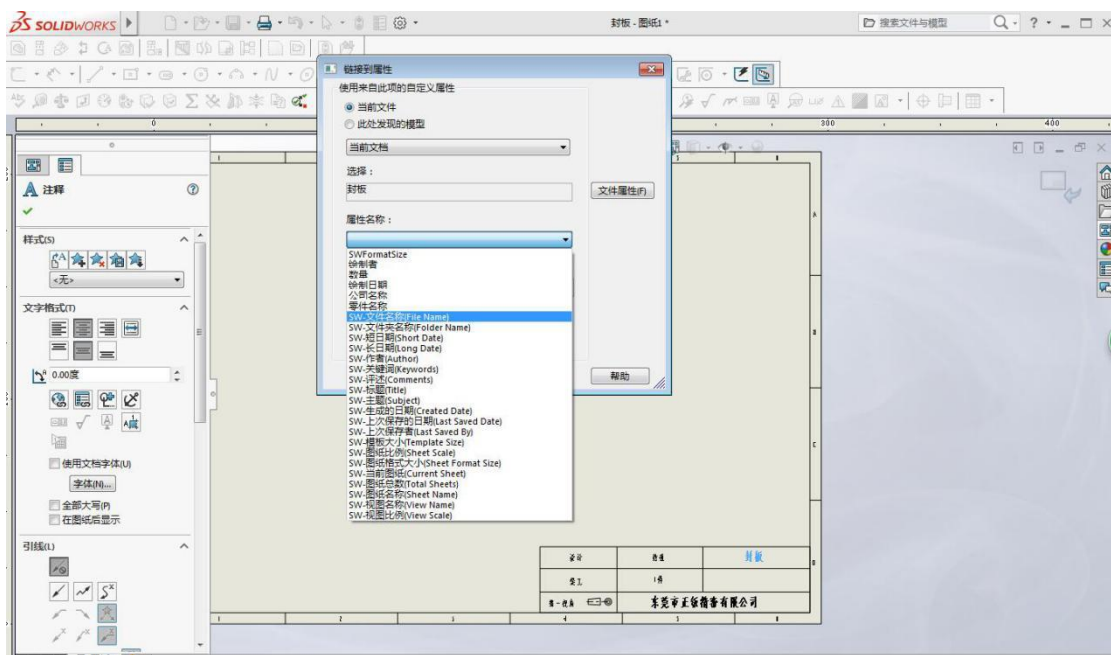 SOLIDWORKS
封板 - 图纸1 *
搜索文件与模型
链接到属性
使用来自此项的自定义属性
当前文件
此处发现的模型
当前文档
选择：
封板
文件属性(F)
属性名称：
SWFormatSize
绘制者
数量
绘制日期
公司名称
零件名称
SW-文件名称(File Name)
SW-文件夹名称(Folder Name)
SW-短日期(Short Date)
SW-长日期(Long Date)
SW-作者(Author)
SW-关键词(Keywords)
SW-评述(Comments)
SW-标题(Title)
SW-主题(Subject)
SW-生成的日期(Created Date)
SW-上次保存的日期(Last Saved Date)
SW-上次保存者(Last Saved By)
SW-模板大小(Template Size)
SW-图纸比例(Sheet Scale)
SW-图纸格式大小(Sheet Format Size)
SW-当前图纸(Current Sheet)
SW-图纸总数(Total Sheets)
SW-图纸名称(Sheet Name)
SW-视图名称(View Name)
SW-视图比例(View Scale)
帮助
0
300
400
注释
样式(S)
<无>
文字格式(T)
0.00度
使用文档字体(U)
字体(N)...
全部大写(P)
在图纸后显示
引线(L)
设计
数量
封板
第一视角